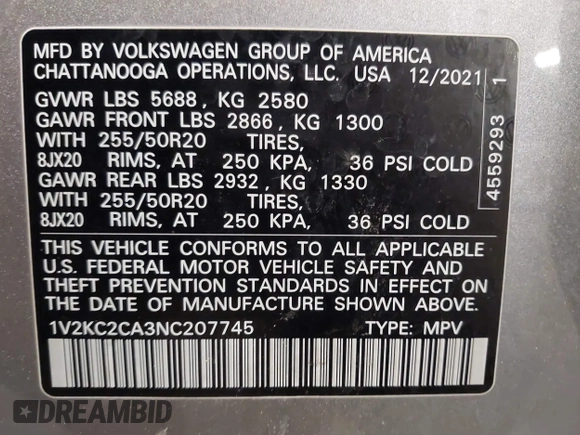 MFD BY VOLKSWAGEN GROUP OF AMERICA
CHATTANOOGA OPERATIONS, LLC. USA 12/2021
GVWR LBS 5688, KG 2580
GAWR FRONT LBS 2866, KG 1300
WITH 255/50R20 TIRES,
8JX20 RIMS, AT 250 KPA, 36 PSI COLD
GAWR REAR LBS 2932, KG 1330
WITH 255/50R20 TIRES,
8JX20 RIMS, AT 250 KPA, 36 PSI COLD
THIS VEHICLE CONFORMS TO ALL APPLICABLE
U.S. FEDERAL MOTOR VEHICLE SAFETY AND
THEFT PREVENTION STANDARDS IN EFFECT ON
THE DATE OF MANUFACTURE SHOWN ABOVE.
1V2KC2CA3NC207745 TYPE: MPV
4559293 1
DREAMBID